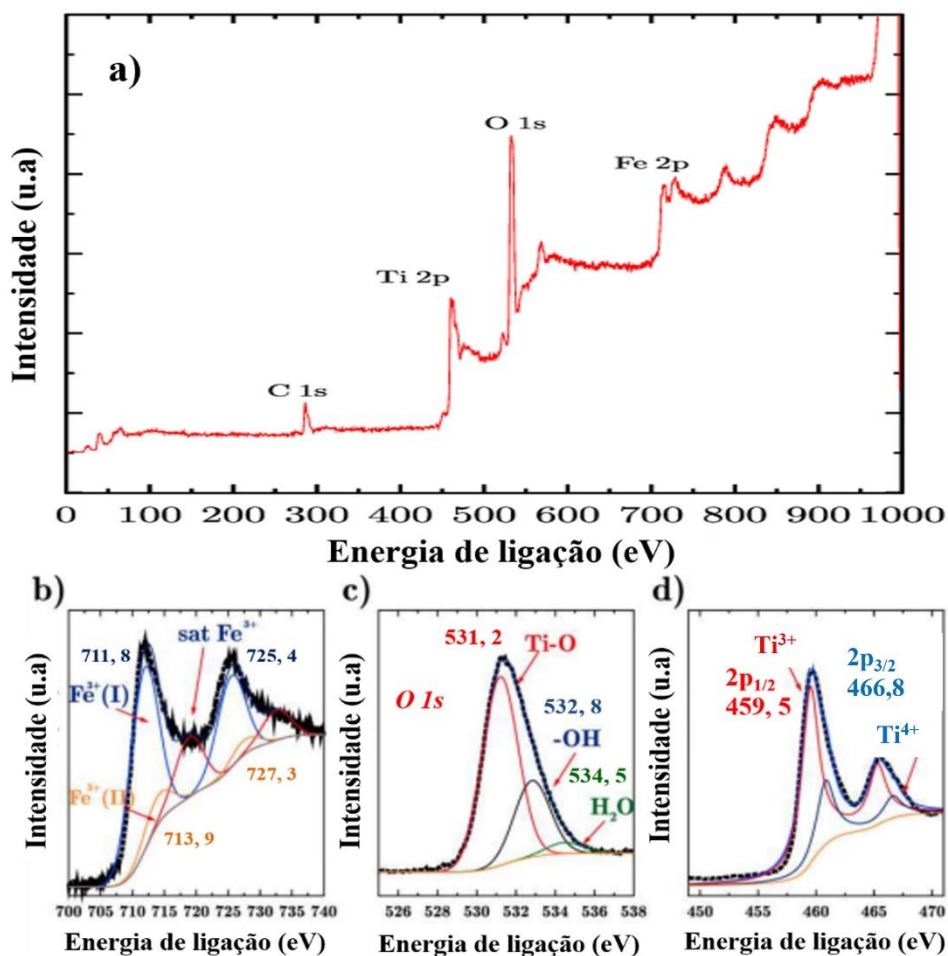 a)
O 1s
Fe 2p
Ti 2p
C 1s
Intensidade (u.a)
0 100 200 300 400 500 600 700 800 900 1000
Energia de ligação (eV)
b)
sat Fe³⁺
711, 8
725, 4
Fe³⁺(I)
Fe³⁺(II)
727, 3
713, 9
Intensidade (u.a)
700 705 710 715 720 725 730 735 740
Energia de ligação (eV)
c)
531, 2
Ti-O
O 1s
532, 8
-OH
534, 5
H₂O
Intensidade (u.a)
526 528 530 532 534 536 538
Energia de ligação (eV)
d)
Ti³⁺
2p₁/₂
459, 5
2p₃/₂
466,8
Ti⁴⁺
Intensidade (u.a)
449 455 460 465 470
Energia de ligação (eV)